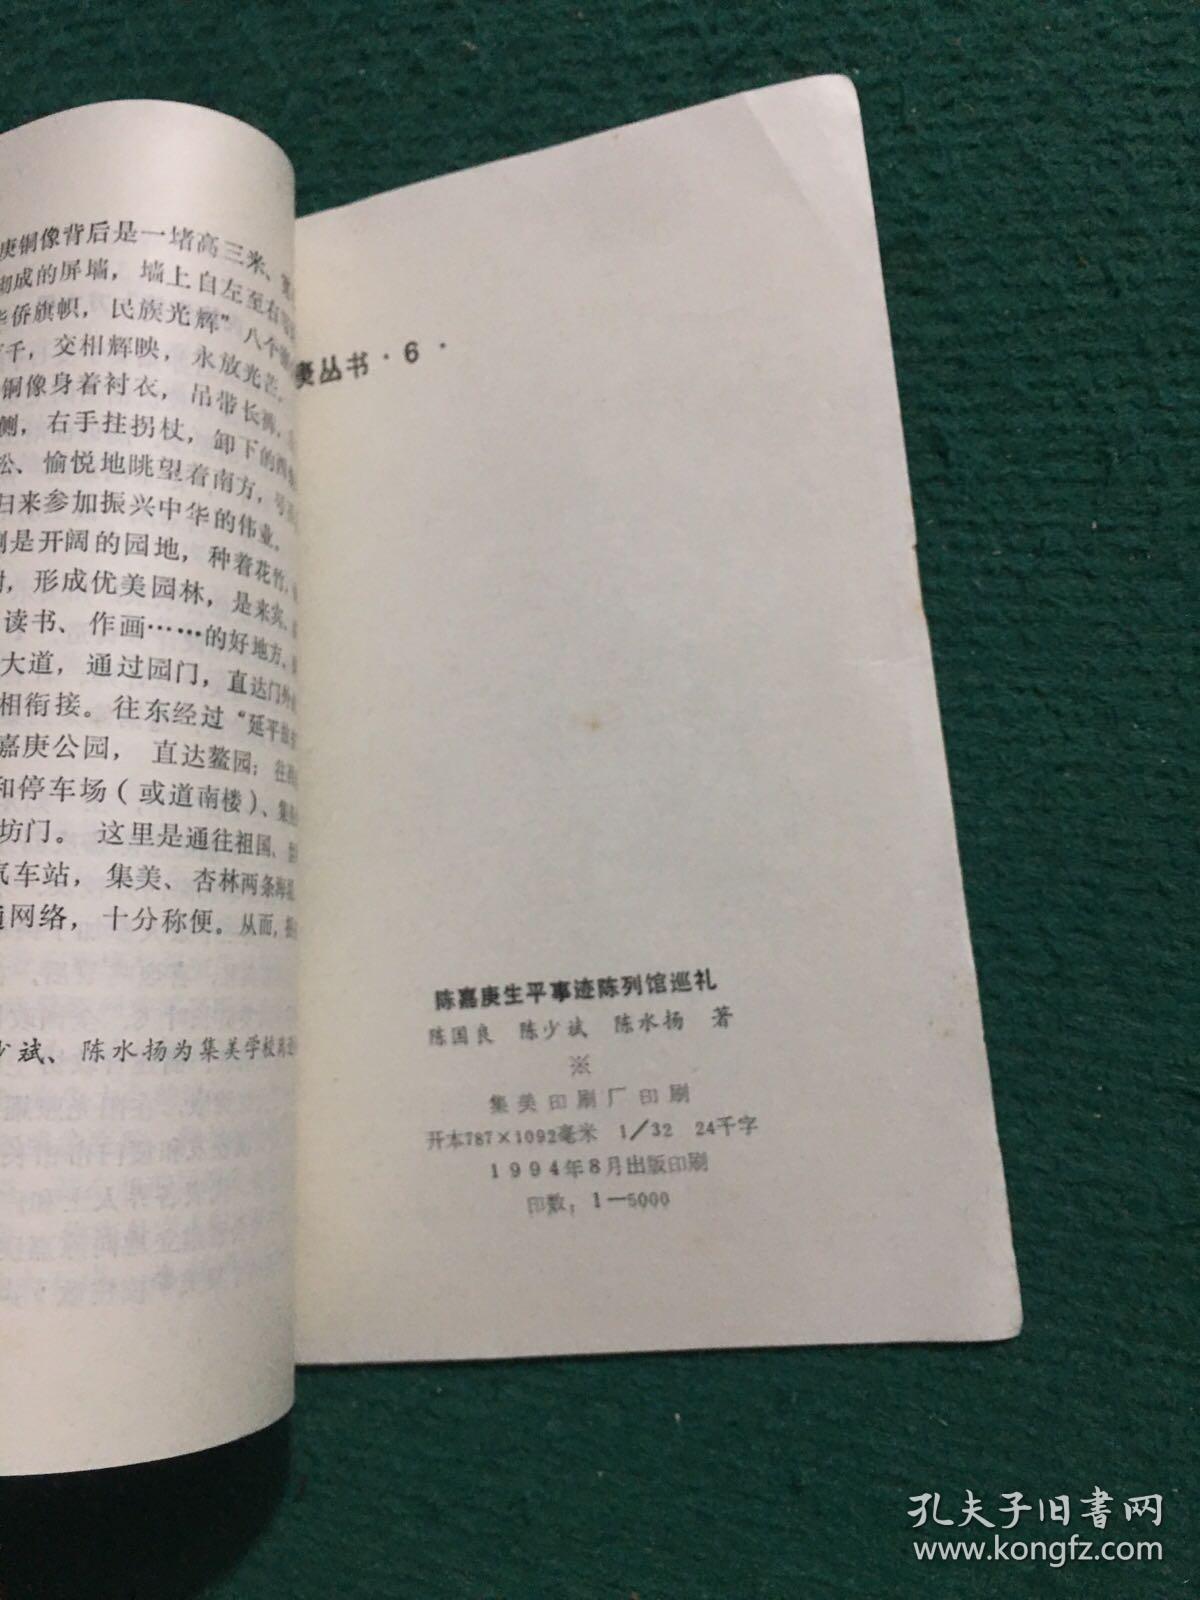 庚铜像背后是一堵高三米、宽
砌成的屏墙，墙上自左至右
华侨旗帜，民族光辉”八个
千，交相辉映，永放光芒，
铜像身着衬衣，吊带长裤，
侧，右手拄拐杖，卸下的西
松、愉悦地眺望着南方，
归来参加振兴中华的伟业。
侧是开阔的园地，种着花竹，
树，形成优美园林，是来宾、
读书、作画……的好地方。
大道，通过园门，直达门外
相衔接。往东经过“延平故
嘉庚公园，直达鳌园；往西
和停车场（或道南楼）、集
坊门。这里是通往祖国、
汽车站，集美、杏林两条海
通网络，十分称便。从而，
少斌、陈水扬为集美学校
美丛书·6·
陈嘉庚生平事迹陈列馆巡礼
陈国良 陈少斌 陈水扬 著
※
集美印刷厂印刷
开本787×1092毫米 1/32 24千字
1994年8月出版印刷
印数：1—5000
孔夫子旧书网
www.kongfz.com